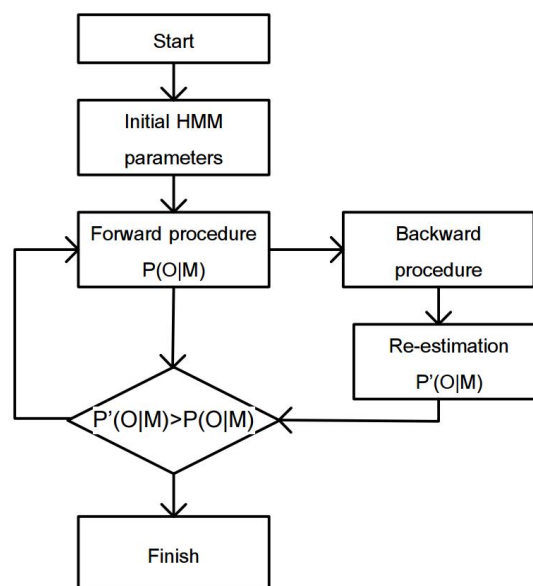 Start
Initial HMM
parameters
Forward procedure
P(O|M)
Backward
procedure
Re-estimation
P’(O|M)
P’(O|M)>P(O|M)
Finish